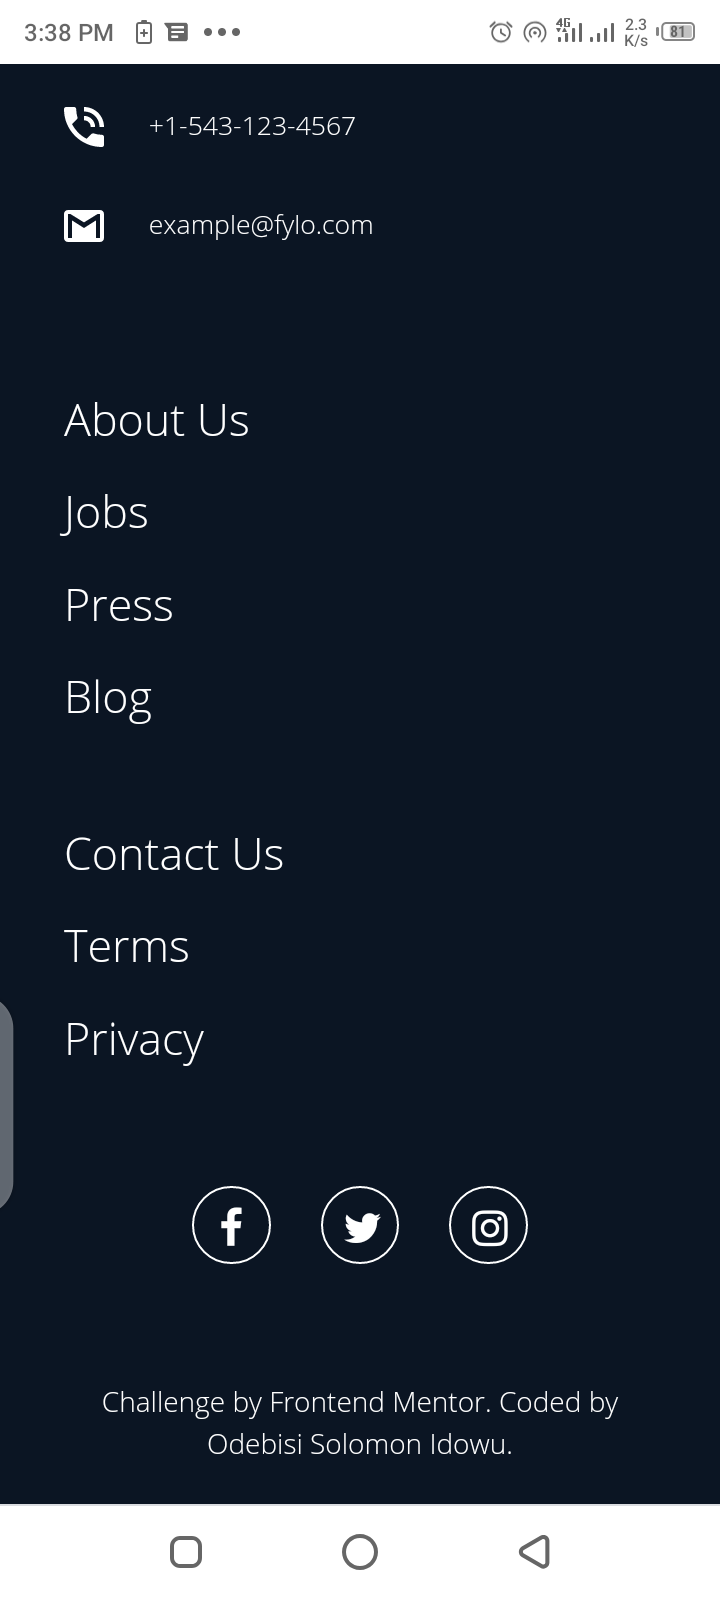 3:38 PM 4G 2.3 K/s 81
+1-543-123-4567
example@fylo.com
About Us
Jobs
Press
Blog
Contact Us
Terms
Privacy
Challenge by Frontend Mentor. Coded by
Odebisi Solomon Idowu.